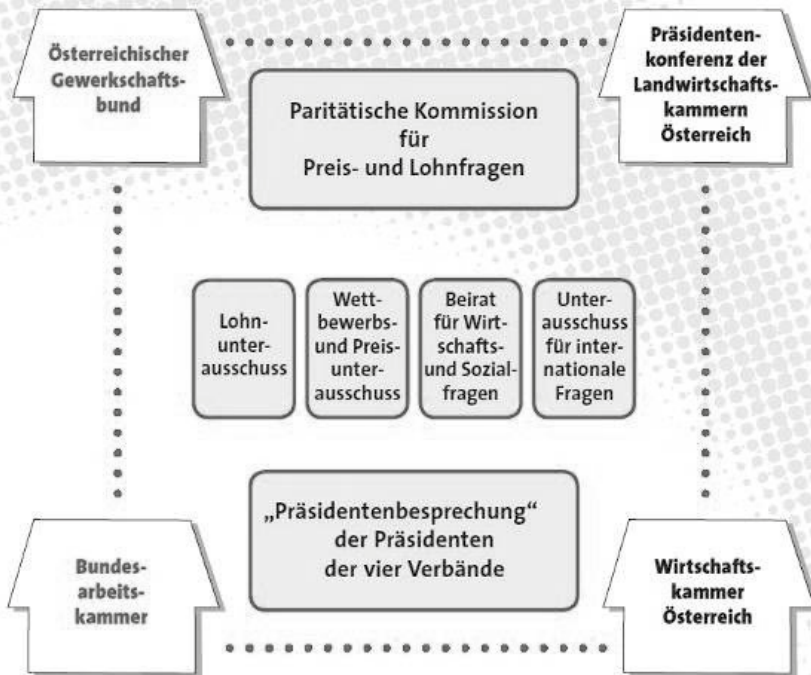 Österreichischer
Gewerkschafts-
bund
Paritätische Kommission
für
Preis- und Lohnfragen
Präsidenten-
konferenz der
Landwirtschafts-
kammern
Österreich
Lohn-
unter-
ausschuss
Wett-
bewerbs-
und Preis-
unter-
ausschuss
Beirat
für Wirt-
schafts-
und Sozial-
fragen
Unter-
ausschuss
für inter-
nationale
Fragen
Bundes-
arbeits-
kammer
„Präsidentenbesprechung“
der Präsidenten
der vier Verbände
Wirtschafts-
kammer
Österreich